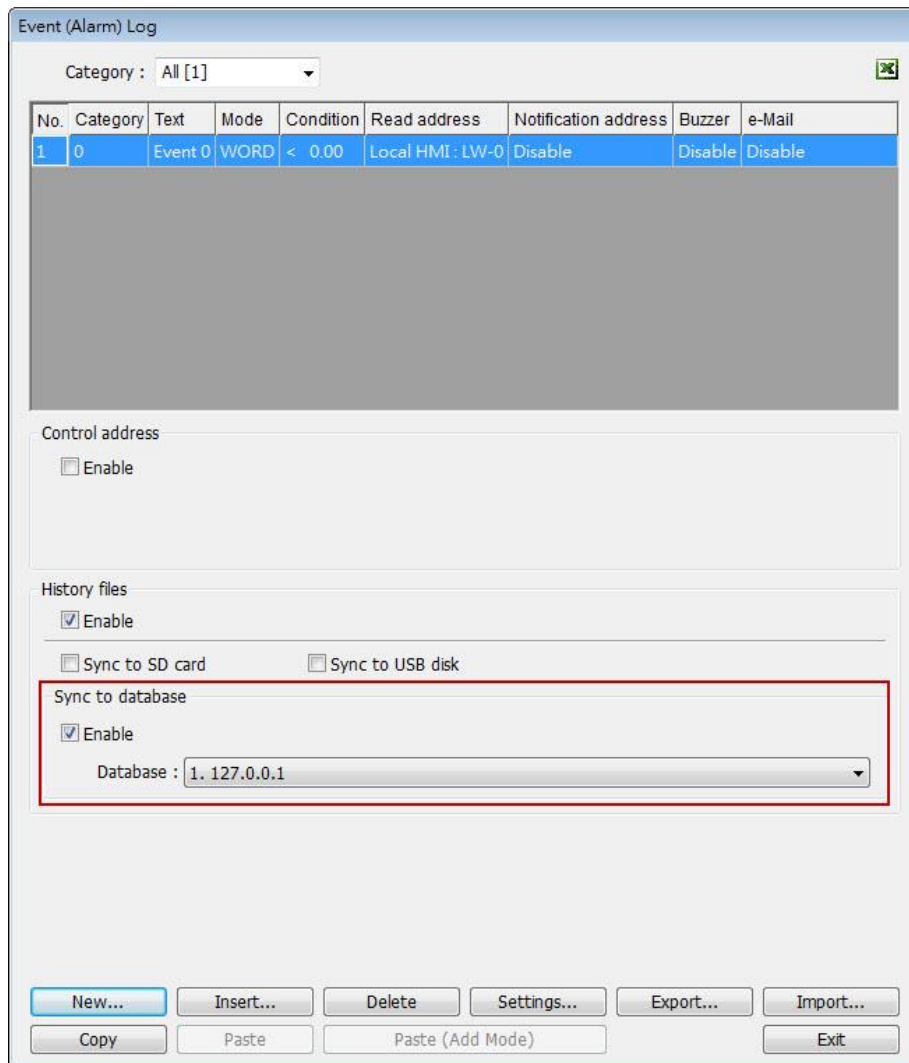 Event (Alarm) Log
Category : All [1]
No. Category Text Mode Condition Read address Notification address Buzzer e-Mail
1 0 Event 0 WORD < 0.00 Local HMI : LW-0 Disable Disable Disable
Control address
Enable
History files
Enable
Sync to SD card Sync to USB disk
Sync to database
Enable
Database : 1. 127.0.0.1
New... Insert... Delete Settings... Export... Import...
Copy Paste Paste (Add Mode) Exit